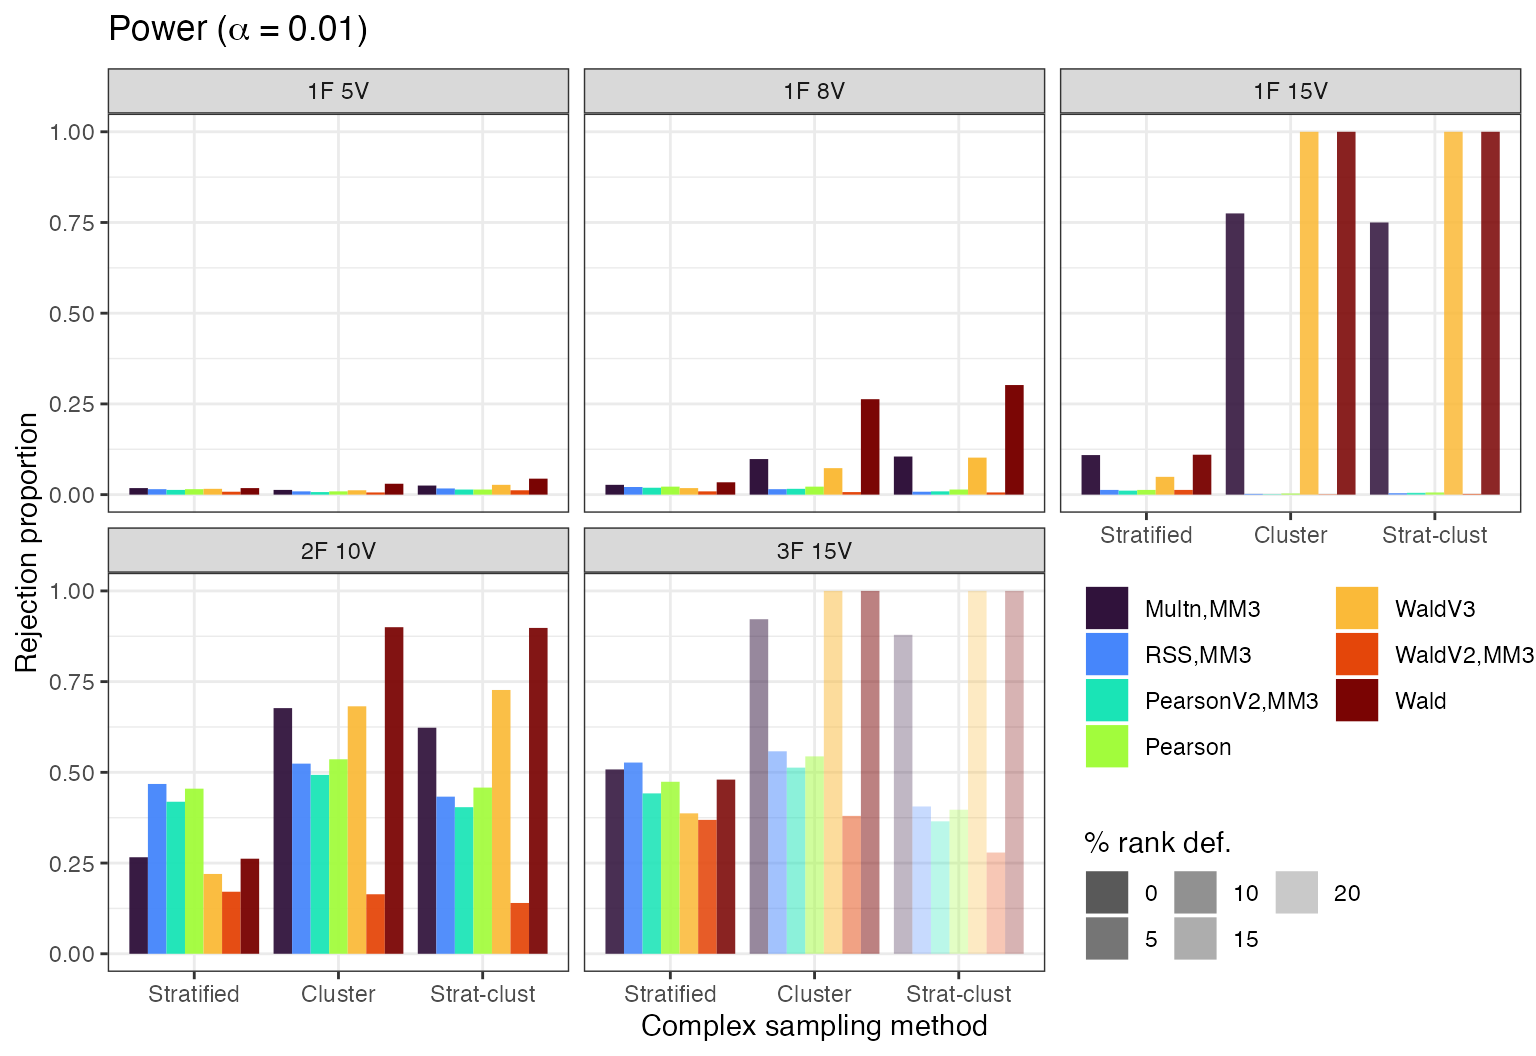 Power (α = 0.01)
1F 5V
1F 8V
1F 15V
1.00
0.75
0.50
0.25
0.00
Stratified
Cluster
Strat-clust
2F 10V
3F 15V
1.00
0.75
0.50
0.25
0.00
Stratified
Cluster
Strat-clust
Stratified
Cluster
Strat-clust
Rejection proportion
Complex sampling method
Multn,MM3
RSS,MM3
PearsonV2,MM3
Pearson
WaldV3
WaldV2,MM3
Wald
% rank def.
0
5
10
15
20